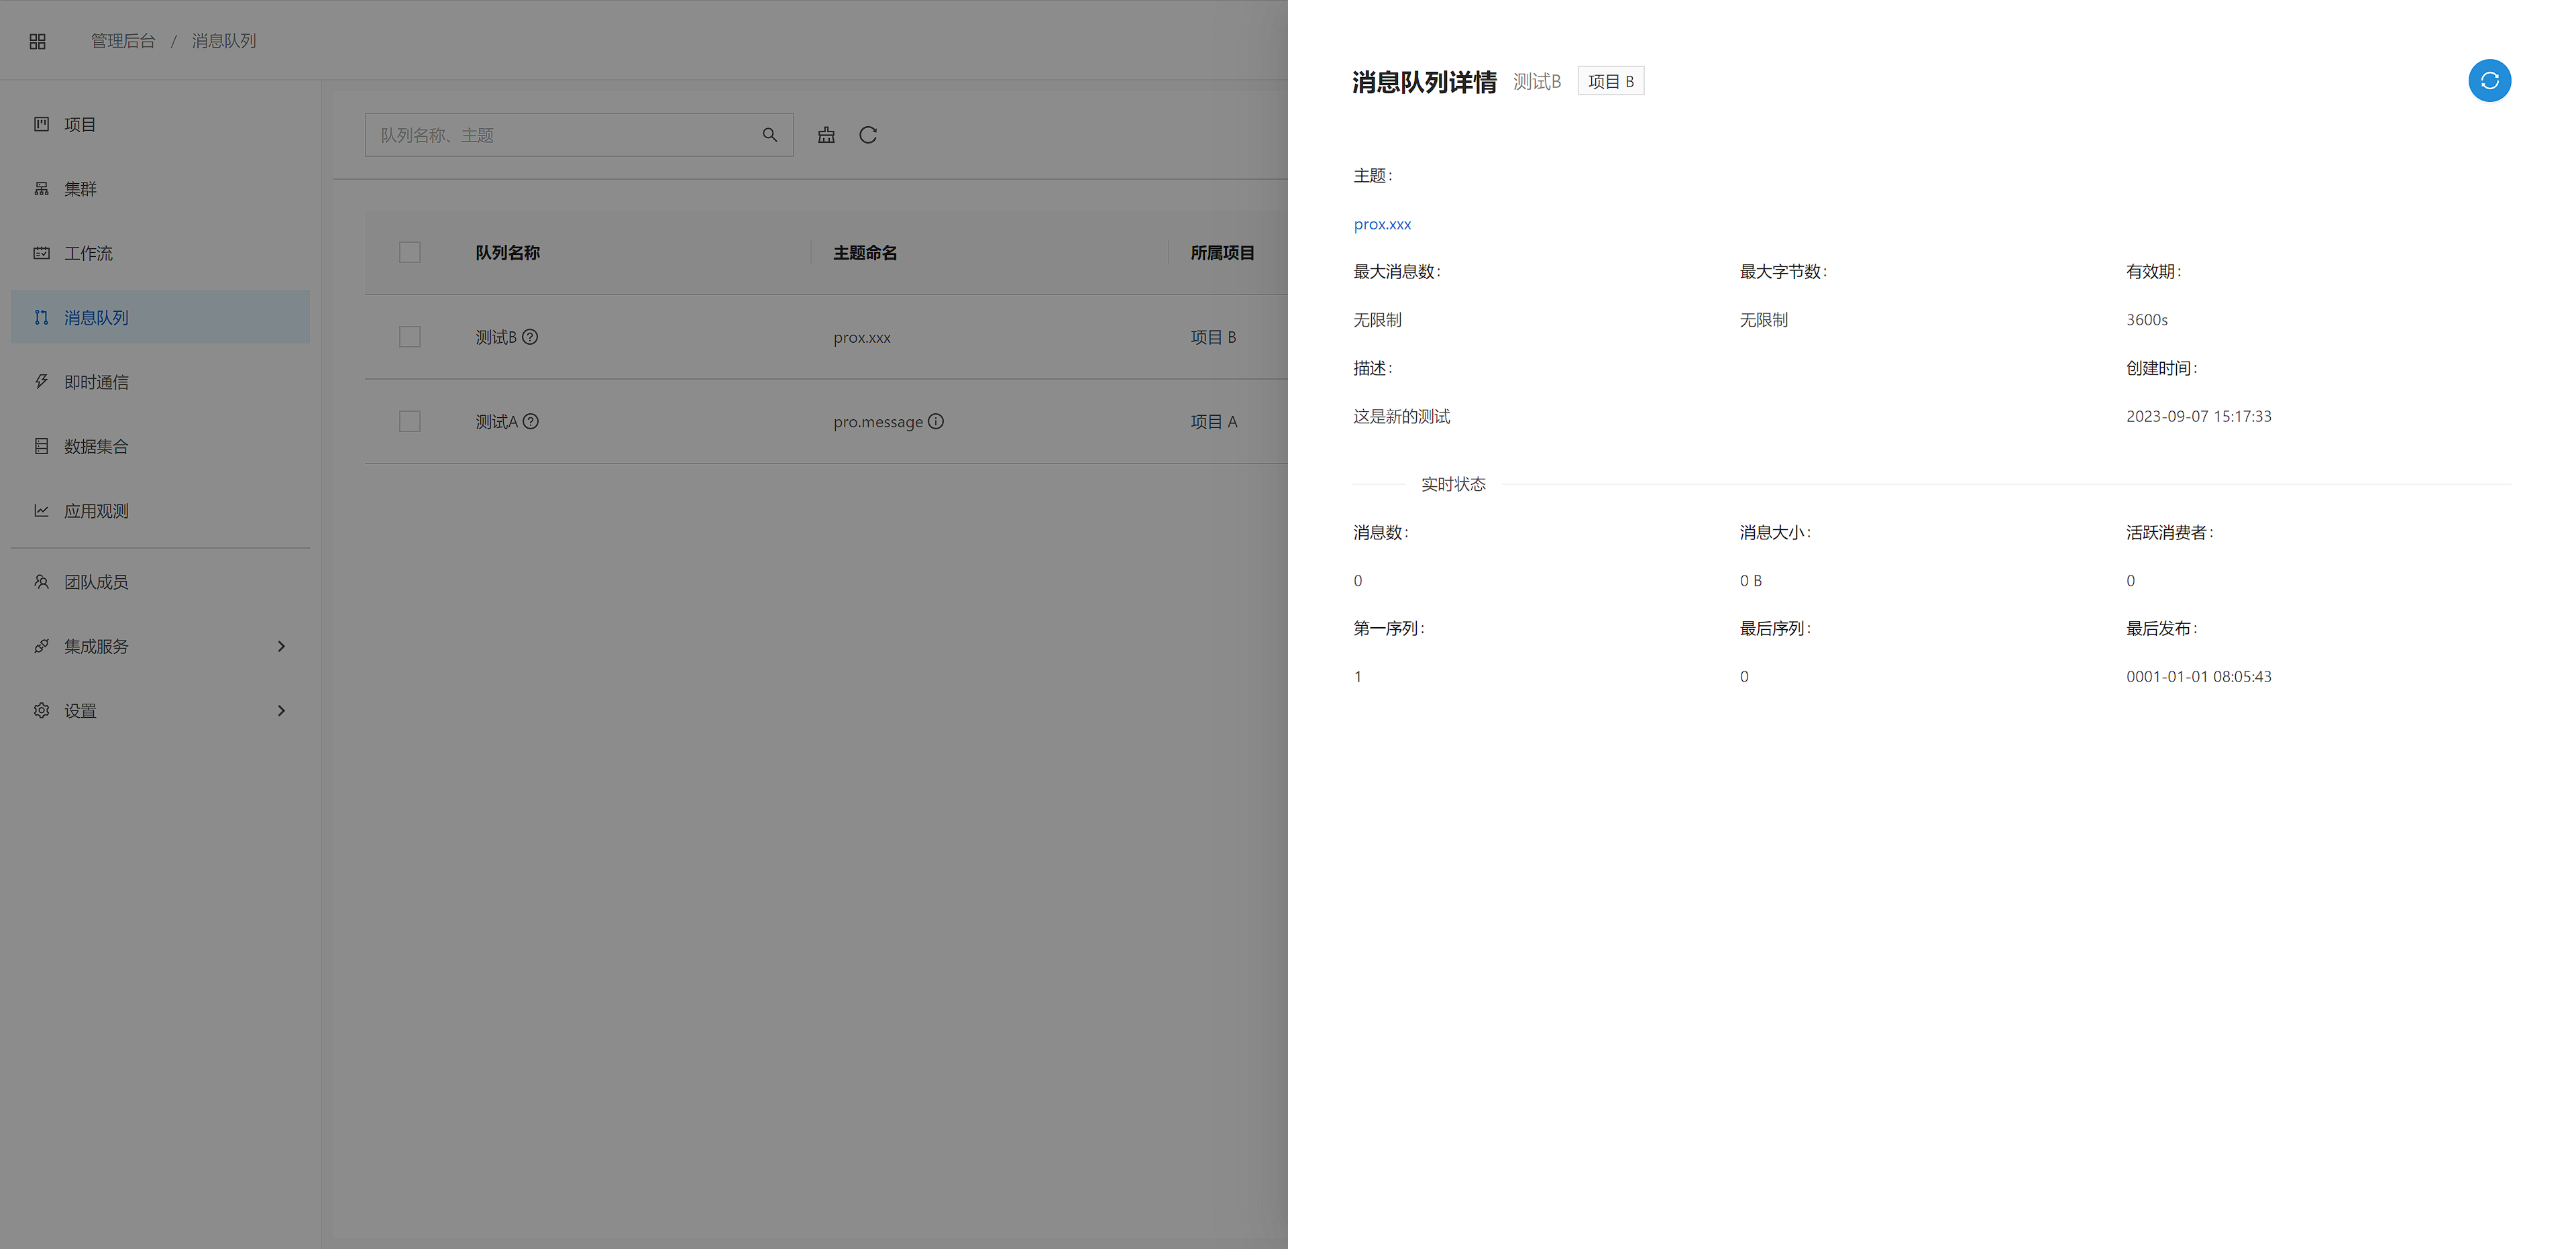 管理后台 / 消息队列
项目
集群
工作流
消息队列
即时通信
数据集合
应用观测
团队成员
集成服务
设置
队列名称、主题
队列名称 主题命名 所属项目
测试B prox.xxx 项目 B
测试A pro.message 项目 A
消息队列详情 测试B 项目 B
主题:
prox.xxx
最大消息数: 最大字节数: 有效期:
无限制 无限制 3600s
描述: 创建时间:
这是新的测试 2023-09-07 15:17:33
实时状态
消息数: 消息大小: 活跃消费者:
0 0 B 0
第一序列: 最后序列: 最后发布:
1 0 0001-01-01 08:05:43